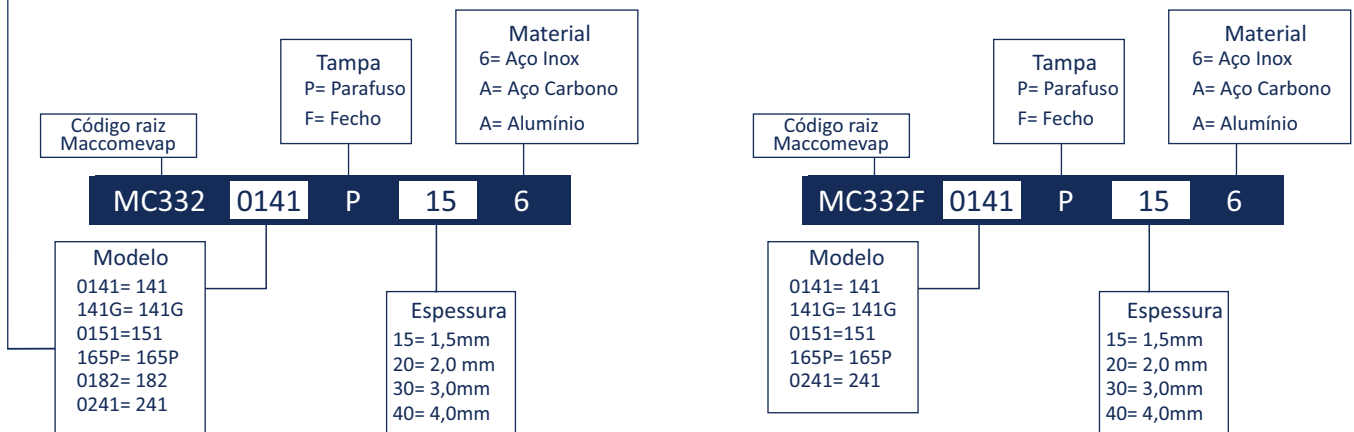 Material
6= Aço Inox
A= Aço Carbono
A= Alumínio
Tampa
P= Parafuso
F= Fecho
Código raiz
Maccomevap
MC332 0141 P 15 6
Modelo
0141= 141
141G= 141G
0151=151
165P= 165P
0182= 182
0241= 241
Espessura
15= 1,5mm
20= 2,0 mm
30= 3,0mm
40= 4,0mm
Material
6= Aço Inox
A= Aço Carbono
A= Alumínio
Tampa
P= Parafuso
F= Fecho
Código raiz
Maccomevap
MC332F 0141 P 15 6
Modelo
0141= 141
141G= 141G
0151=151
165P= 165P
0241= 241
Espessura
15= 1,5mm
20= 2,0 mm
30= 3,0mm
40= 4,0mm